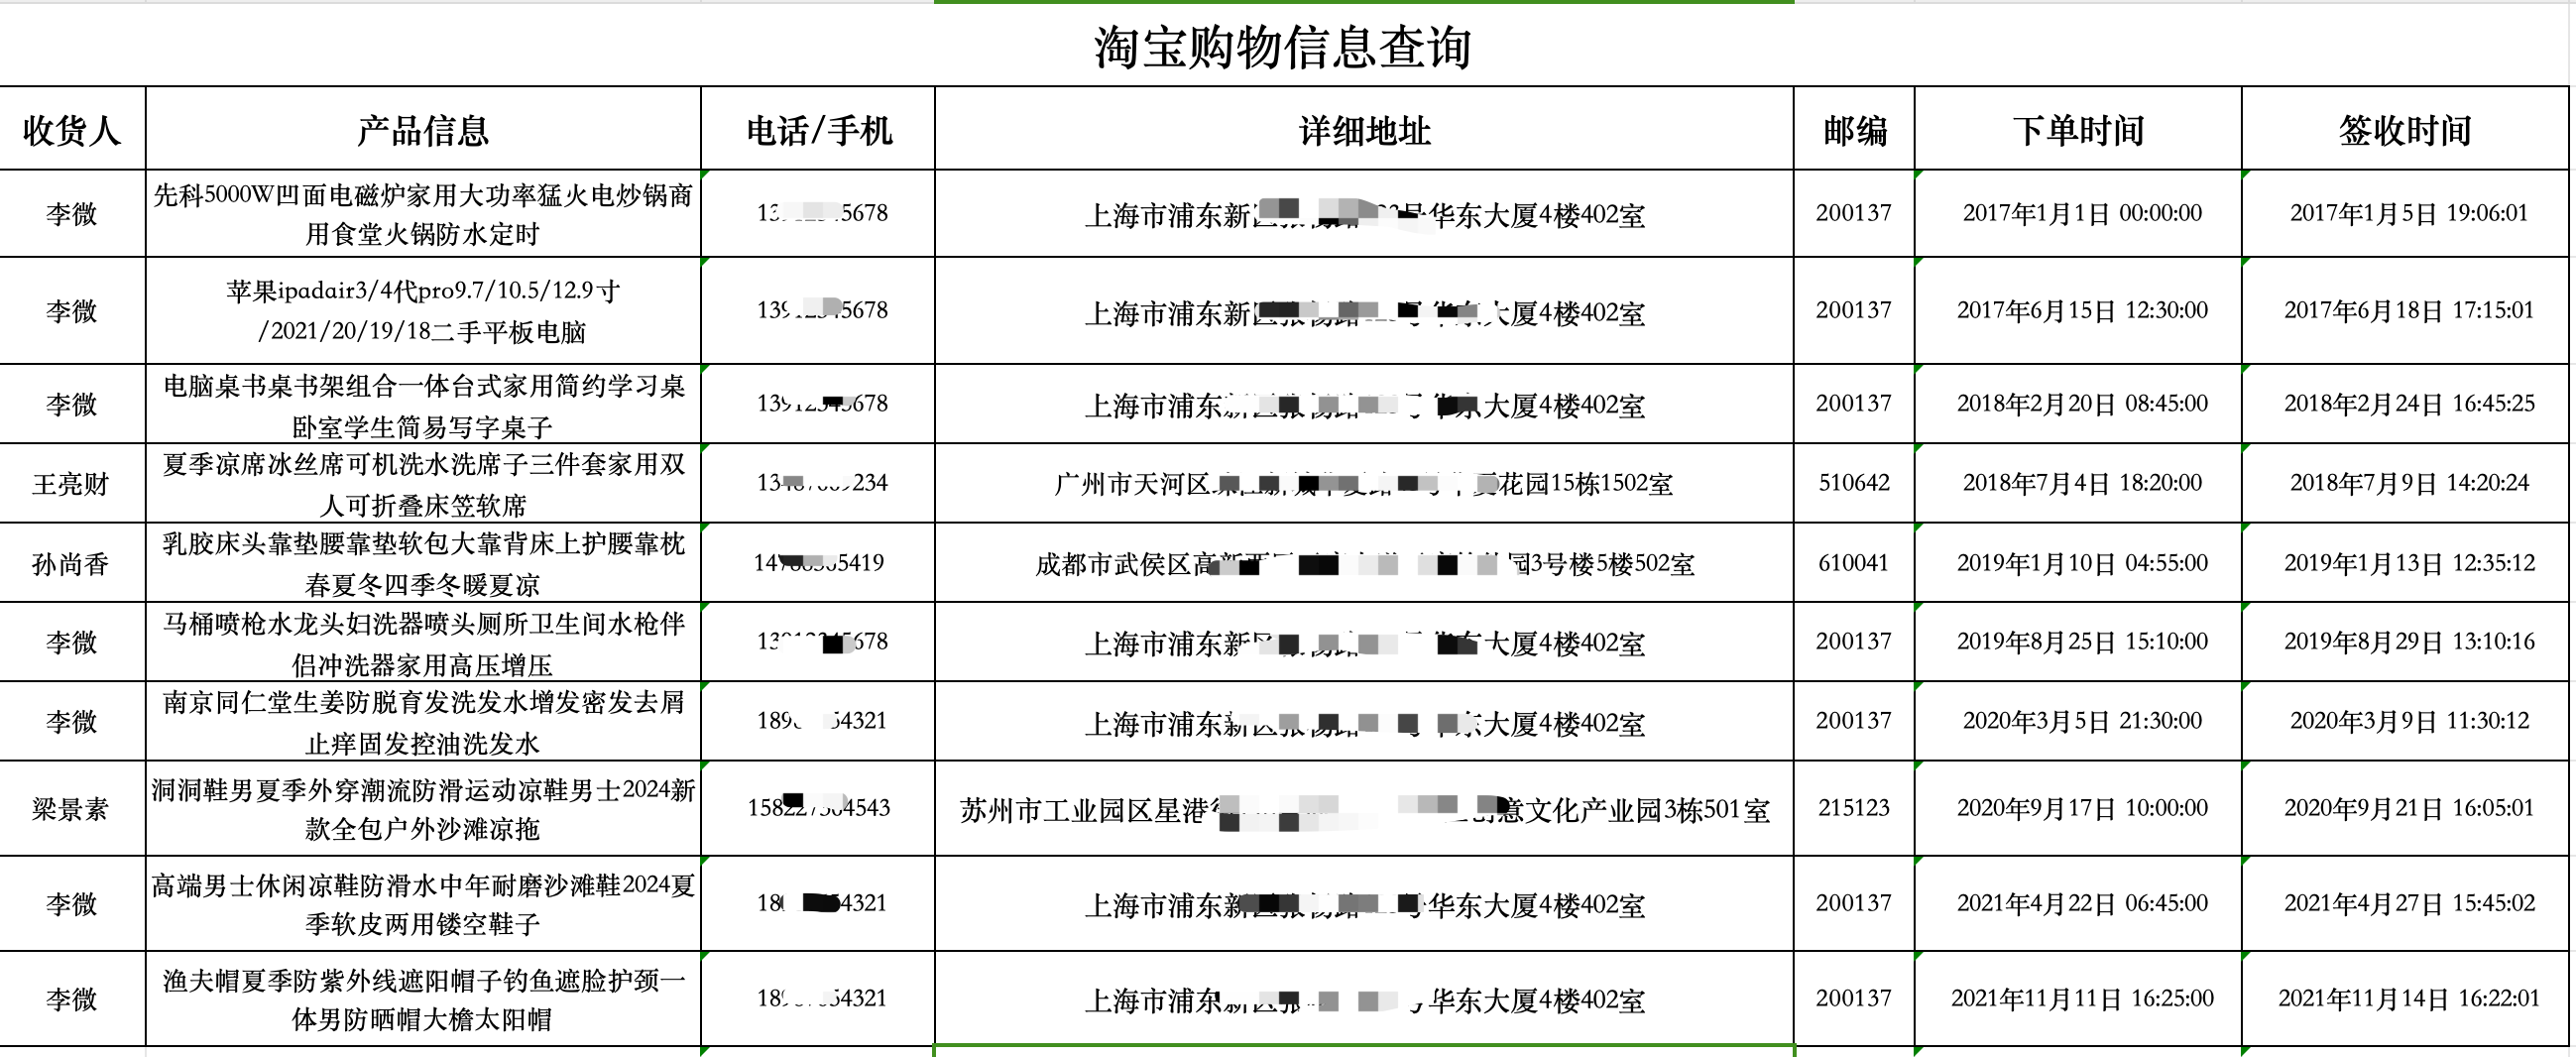 淘宝购物信息查询
收货人 产品信息 电话/手机 详细地址 邮编 下单时间 签收时间
李微 先科5000W凹面电磁炉家用大功率猛火电炒锅商 13 5678 上海市浦东新 华东大厦4楼402室 200137 2017年1月1日 00:00:00 2017年1月5日 19:06:01
用食堂火锅防水定时
李微 苹果ipadair3/4代pro9.7/10.5/12.9寸 139 5678 上海市浦东新 大厦4楼402室 200137 2017年6月15日 12:30:00 2017年6月18日 17:15:01
/2021/20/19/18二手平板电脑
李微 电脑桌书桌书架组合一体台式家用简约学习桌 139 678 上海市浦东新 大厦4楼402室 200137 2018年2月20日 08:45:00 2018年2月24日 16:45:25
卧室学生简易写字桌子
王亮财 夏季凉席冰丝席可机洗水洗席子三件套家用双 13 9234 广州市天河区 花园15栋1502室 510642 2018年7月4日 18:20:00 2018年7月9日 14:20:24
人可折叠床笠软席
孙尚香 乳胶床头靠垫腰靠垫软包大靠背床上护腰靠枕 14 5419 成都市武侯区高 园3号楼5楼502室 610041 2019年1月10日 04:55:00 2019年1月13日 12:35:12
春夏冬四季冬暖夏凉
李微 马桶喷枪水龙头妇洗器喷头厕所卫生间水枪伴 13 678 上海市浦东新 大厦4楼402室 200137 2019年8月25日 15:10:00 2019年8月29日 13:10:16
侣冲洗器家用高压增压
李微 南京同仁堂生姜防脱育发洗发水增发密发去屑 189 54321 上海市浦东新 大厦4楼402室 200137 2020年3月5日 21:30:00 2020年3月9日 11:30:12
止痒固发控油洗发水
梁景素 洞洞鞋男夏季外穿潮流防滑运动凉鞋男士2024新 158 4543 苏州市工业园区星港 意文化产业园3栋501室 215123 2020年9月17日 10:00:00 2020年9月21日 16:05:01
款全包户外沙滩凉拖
李微 高端男士休闲凉鞋防滑水中年耐磨沙滩鞋2024夏 18 4321 上海市浦东新 华东大厦4楼402室 200137 2021年4月22日 06:45:00 2021年4月27日 15:45:02
季软皮两用镂空鞋子
李微 渔夫帽夏季防紫外线遮阳帽子钓鱼遮脸护颈一 18 54321 上海市浦东新 华东大厦4楼402室 200137 2021年11月11日 16:25:00 2021年11月14日 16:22:01
体男防晒帽大檐太阳帽